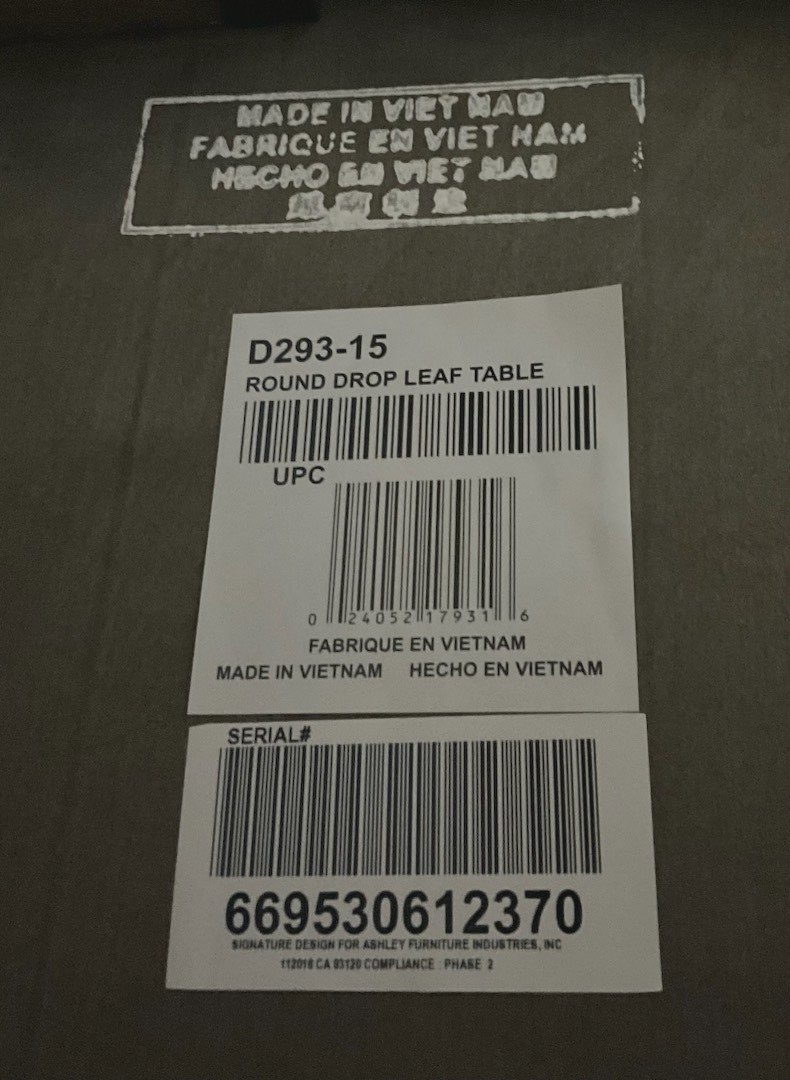 MADE IN VIET NAM
FABRIQUE EN VIET NAM
HECHO EN VIET NAM
D293-15
ROUND DROP LEAF TABLE
UPC
0 24052 17931 6
FABRIQUE EN VIETNAM
MADE IN VIETNAM HECHO EN VIETNAM
SERIAL#
669530612370
SIGNATURE DESIGN FOR ASHLEY FURNITURE INDUSTRIES, INC
112018 CA 93120 COMPLIANCE : PHASE 2